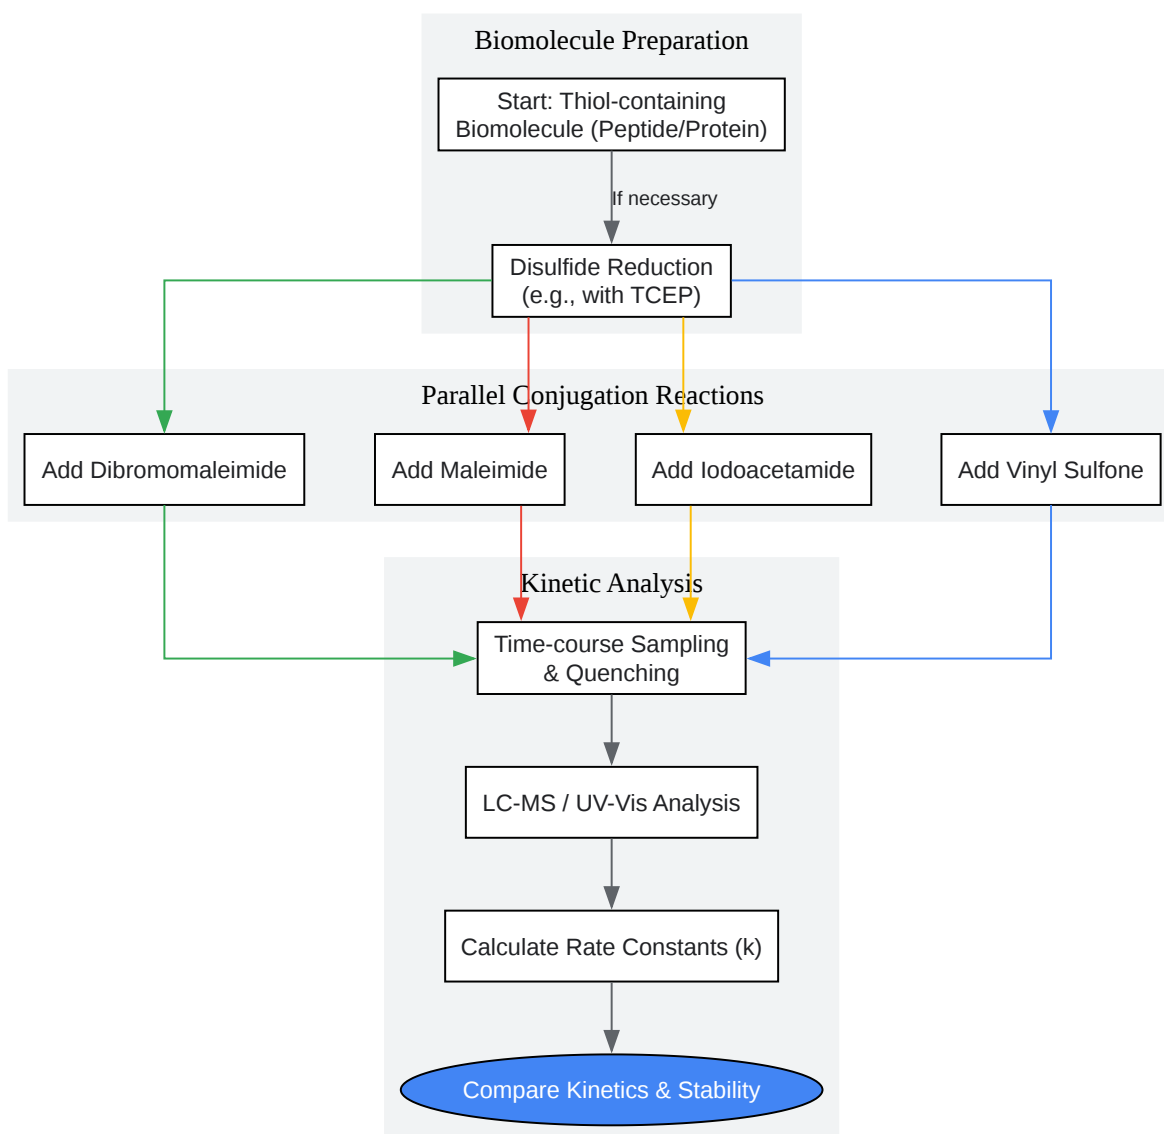 Biomolecule Preparation
Start: Thiol-containing
Biomolecule (Peptide/Protein)
If necessary
Disulfide Reduction
(e.g., with TCEP)
Parallel Conjugation Reactions
Add Dibromomaleimide
Add Maleimide
Add Iodoacetamide
Add Vinyl Sulfone
Kinetic Analysis
Time-course Sampling
& Quenching
LC-MS / UV-Vis Analysis
Calculate Rate Constants (k)
Compare Kinetics & Stability